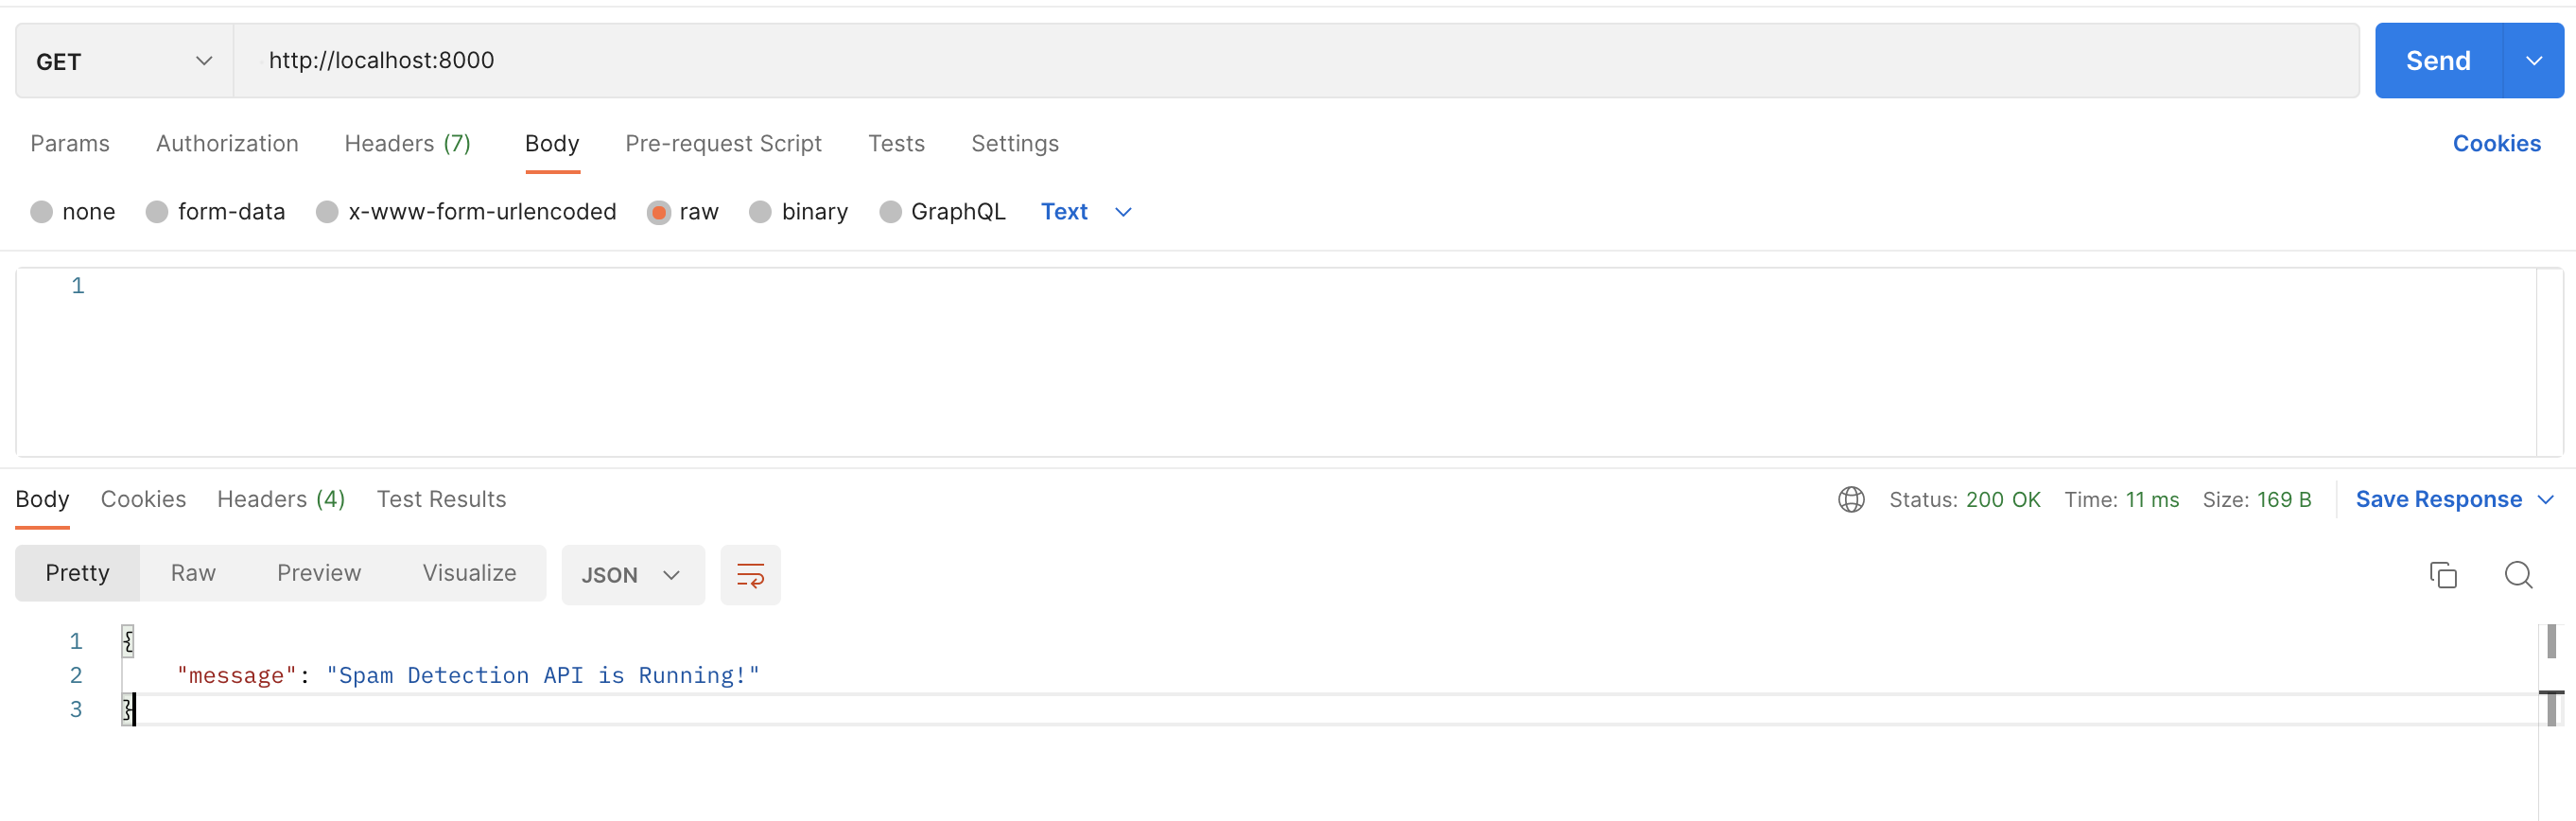 GET http://localhost:8000 Send
Params Authorization Headers (7) Body Pre-request Script Tests Settings Cookies
none form-data x-www-form-urlencoded raw binary GraphQL Text
1
Body Cookies Headers (4) Test Results Status: 200 OK Time: 11 ms Size: 169 B Save Response
Pretty Raw Preview Visualize JSON
1 {
2 "message": "Spam Detection API is Running!"
3 }